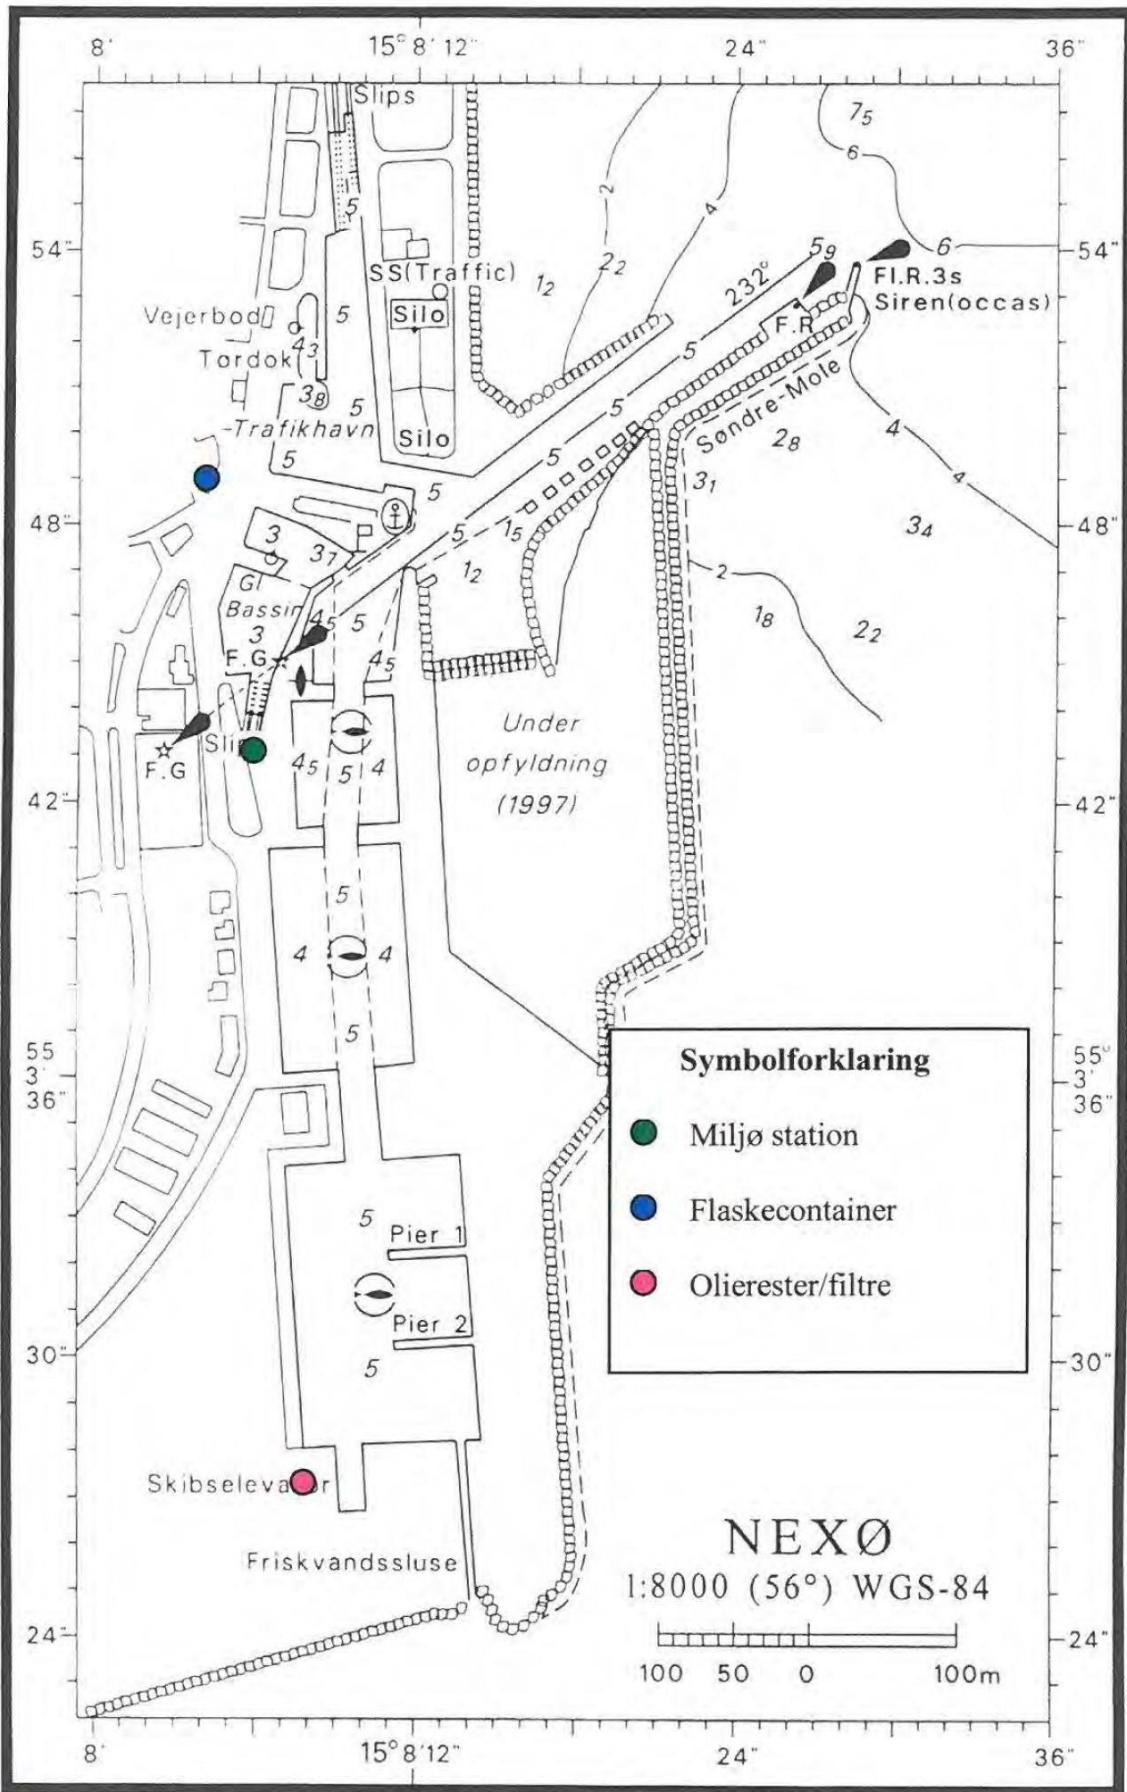 8'
15° 8' 12"
24"
36"
Slips
7₅
6
2
4
5
54"
5₉
6
54"
SS(Traffic)
1₂
2₂
232°
Fl.R.3s
Siren(occas)
Vejerbod
Silo
F.R
5
Tørdok
4₃
5
3₈
5
5
Søndre-Mole
-Trafikhavn
Silo
2₈
4
5
5
3₁
4
5
48"
3
5
1₅
3₄
48"
3₇
Gl
1₂
2
Bassin
4₅
5
1₈
3
2₂
F.G
4₅
Under
Slip
opfyldning
F.G
4₅
5
4
(1997)
42"
42"
5
4
4
5
55
3'
36"
55°
3'
36"
Symbolforklaring
Miljø station
Flaskecontainer
Olierester/filtre
5
Pier 1
Pier 2
30"
5
30"
Skibselevator
NEXØ
Friskvandssluse
1:8000 (56°) WGS-84
24"
24"
100 50 0 100m
8'
15° 8' 12"
24"
36"